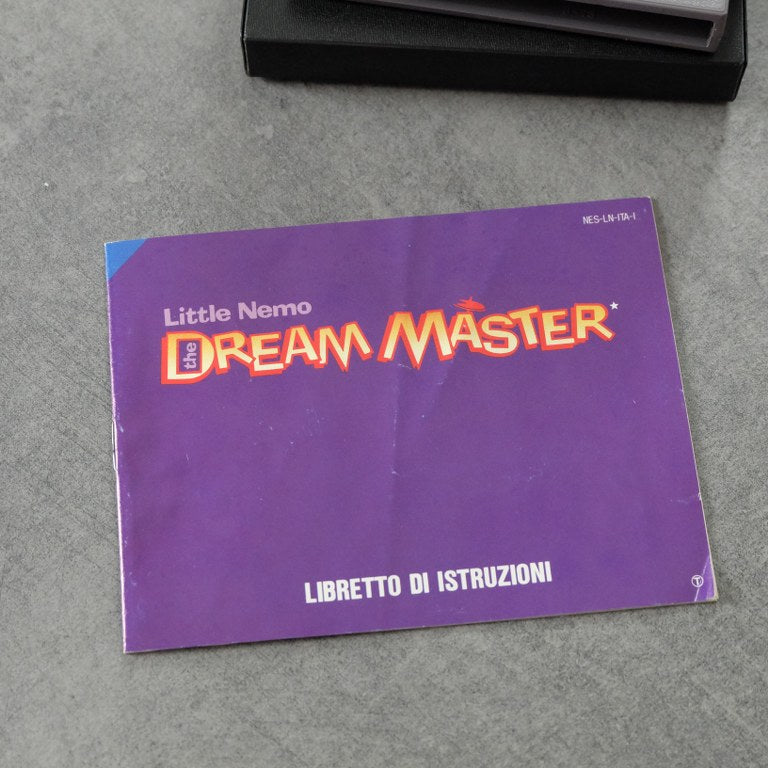 NES-LN-ITA-I
Little Nemo
the DREAM MASTER
LIBRETTO DI ISTRUZIONI
T